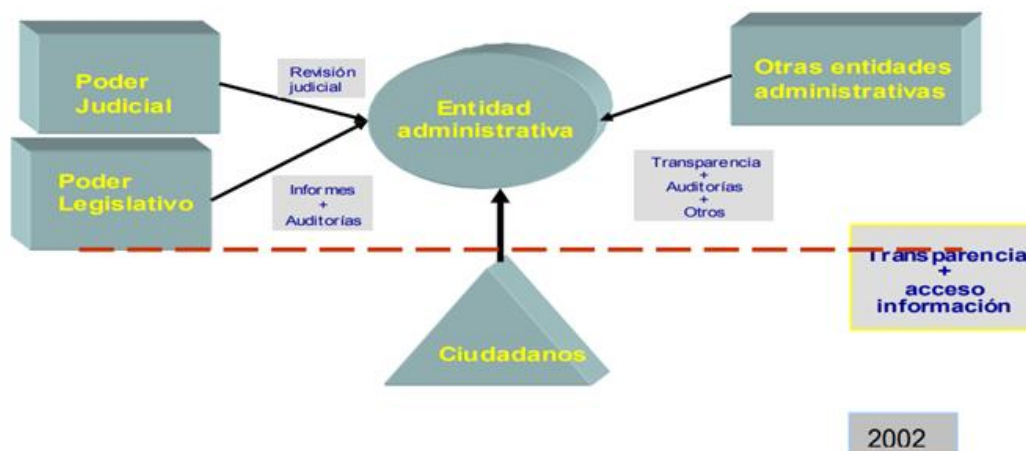 Poder
Judicial
Revisión
judicial
Entidad
administrativa
Otras entidades
administrativas
Poder
Legislativo
Informes
+
Auditorías
Transparencia
+
Auditorías
+
Otros
Transparencia
+
acceso
información
Ciudadanos
2002